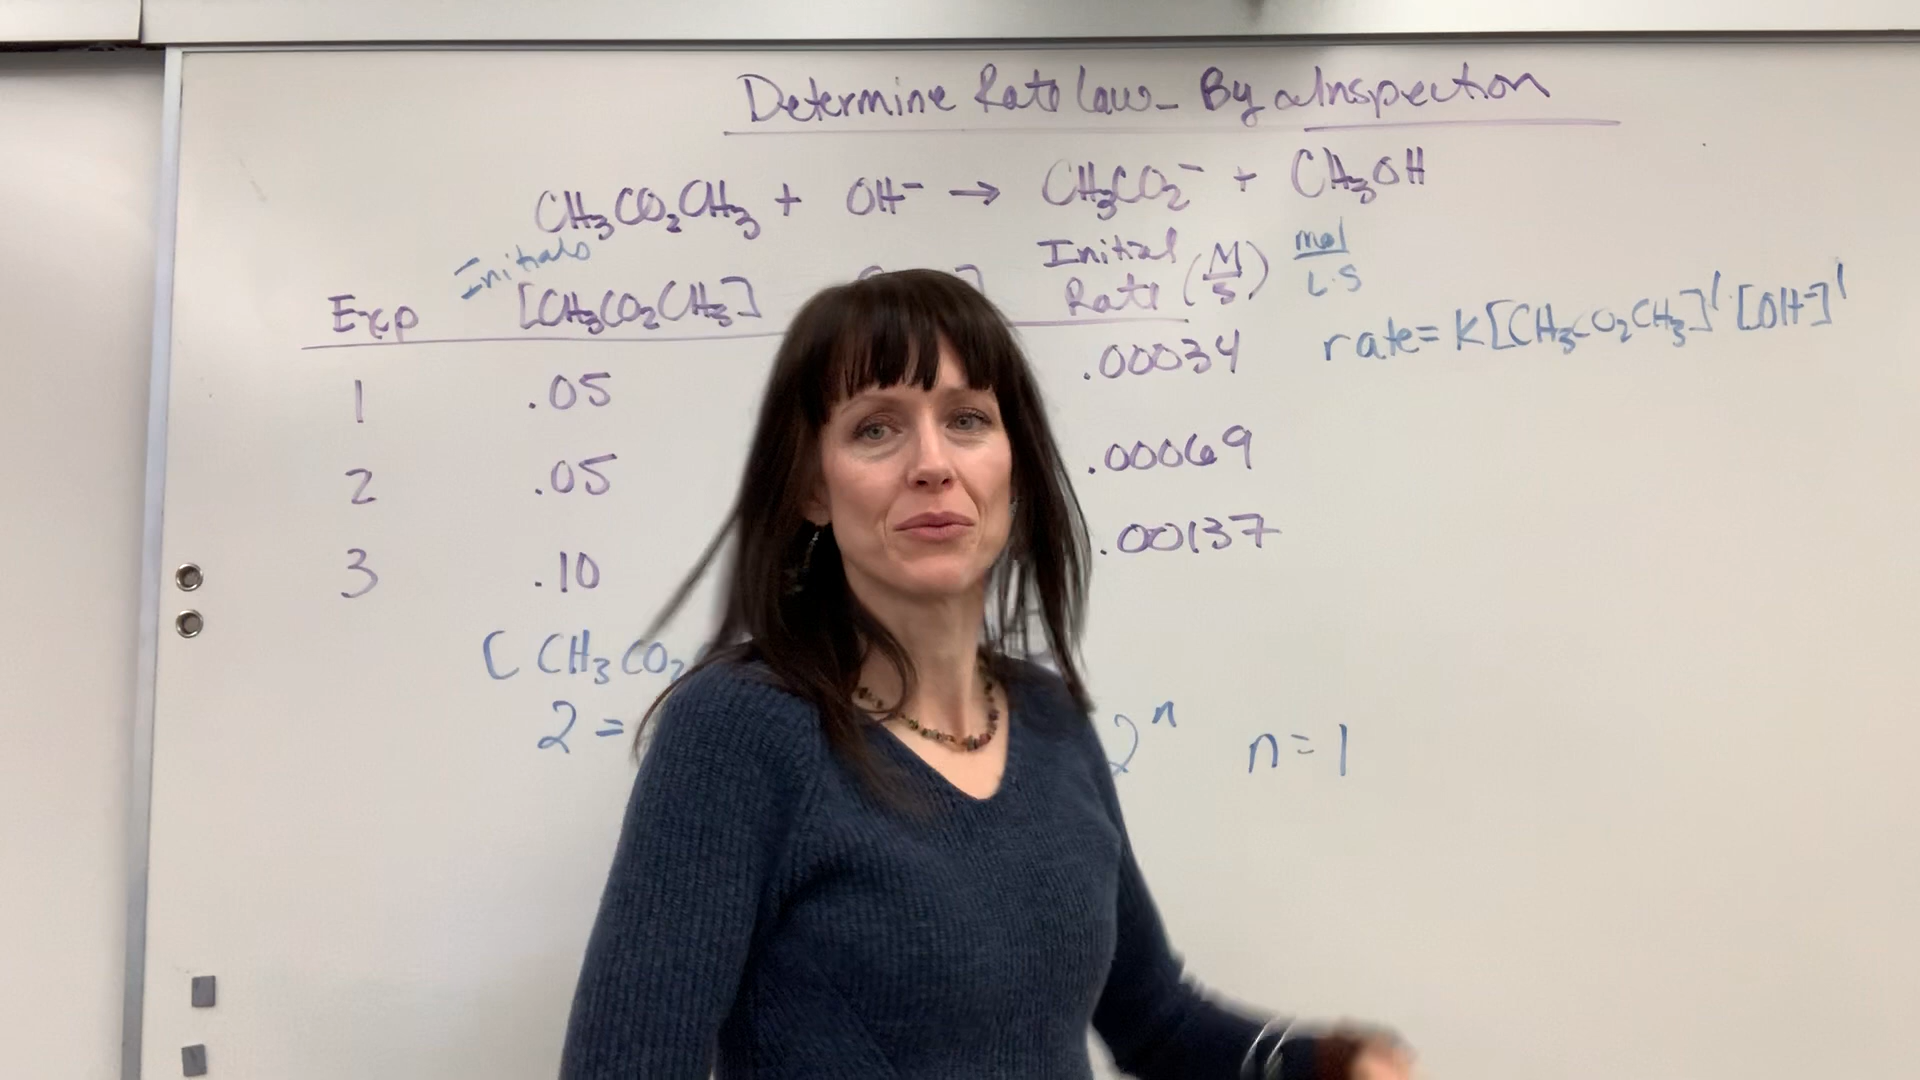 Determine Rate law - By Inspection
CH₃CO₂CH₃ + OH⁻ → CH₃CO₂⁻ + CH₃OH
Initials
Exp [CH₃CO₂CH₃] ] Initial Rate (M/s) mol/L·S
rate = K[CH₃CO₂CH₃]¹ [OH⁻]¹
1 .05 .00034
2 .05 .00069
3 .10 .00137
[CH₃CO₂
2 = 2ⁿ n = 1